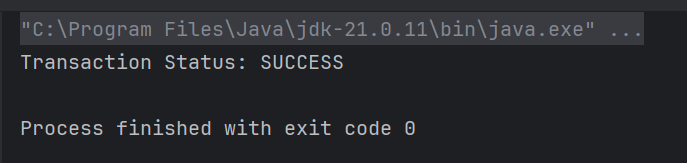 "C:\Program Files\Java\jdk-21.0.11\bin\java.exe" ...
Transaction Status: SUCCESS
Process finished with exit code 0